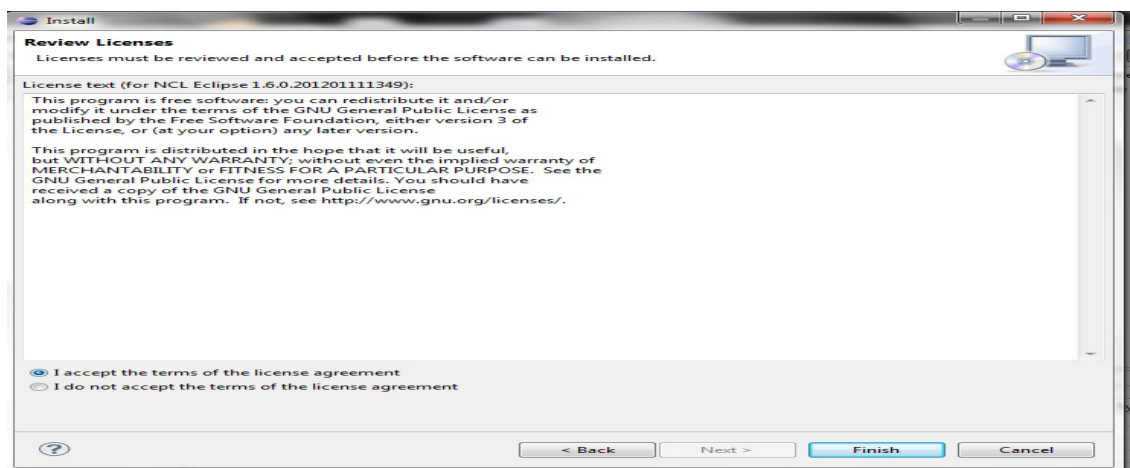 Install
Review Licenses
Licenses must be reviewed and accepted before the software can be installed.
License text (for NCL Eclipse 1.6.0.201201111349):
This program is free software: you can redistribute it and/or
modify it under the terms of the GNU General Public License as
published by the Free Software Foundation, either version 3 of
the License, or (at your option) any later version.
This program is distributed in the hope that it will be useful,
but WITHOUT ANY WARRANTY; without even the implied warranty of
MERCHANTABILITY or FITNESS FOR A PARTICULAR PURPOSE.  See the
GNU General Public License for more details. You should have
received a copy of the GNU General Public License
along with this program.  If not, see http://www.gnu.org/licenses/.
I accept the terms of the license agreement
I do not accept the terms of the license agreement
? < Back Next > Finish Cancel